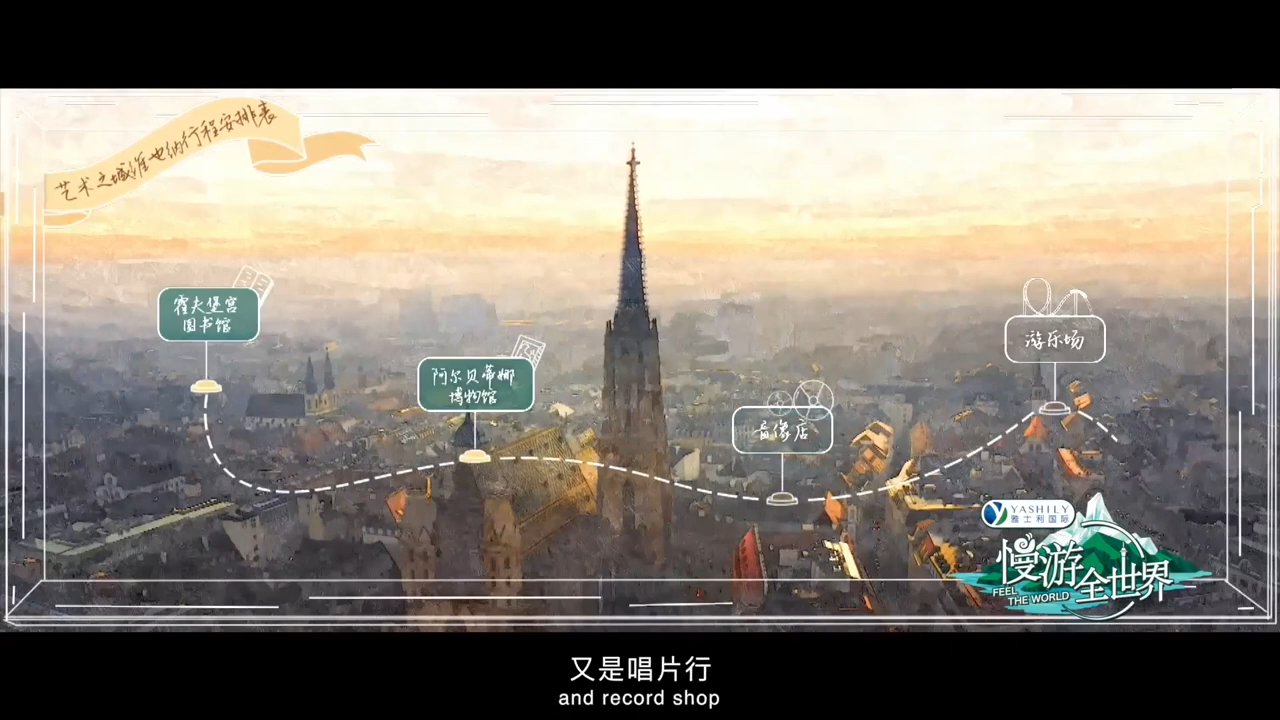 艺术之城维也纳行程安排表
霍夫堡宫
图书馆
阿尔贝蒂娜
博物馆
音像店
游乐场
YASHILY
雅士利国际
慢游全世界
FEEL
THE WORLD
又是唱片行
and record shop